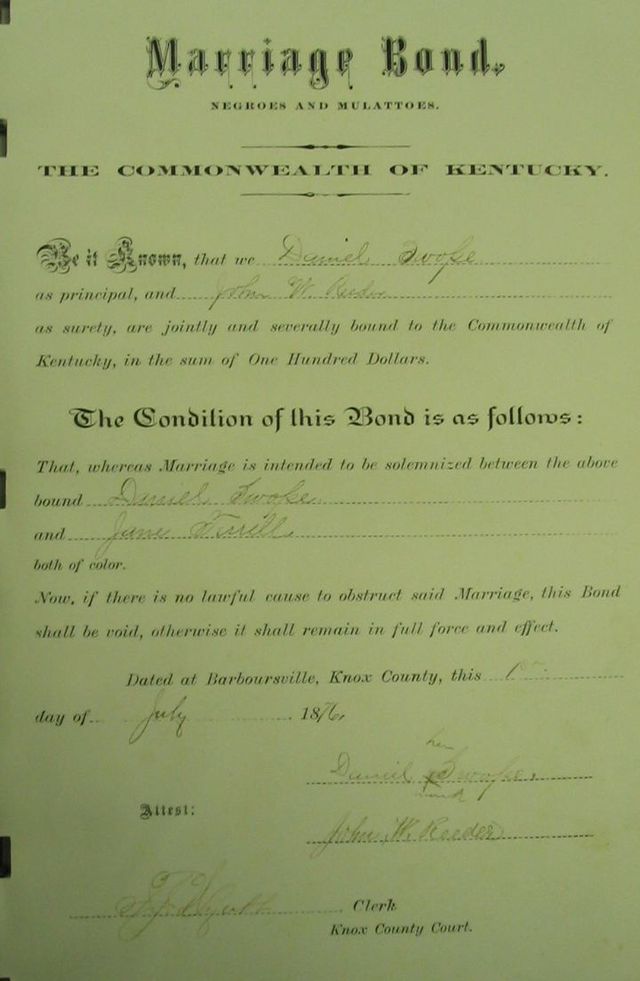 Marriage Bond.
NEGROES AND MULATTOES.
THE COMMONWEALTH OF KENTUCKY.
Be it Known, that we Daniel Swope
as principal, and John W. Reeder
as surety, are jointly and severally bound to the Commonwealth of
Kentucky, in the sum of One Hundred Dollars.
The Condition of this Bond is as follows:
That, whereas Marriage is intended to be solemnized between the above
bound Daniel Swope
and Jane Terrill
both of color.
Now, if there is no lawful cause to obstruct said Marriage, this Bond
shall be void, otherwise it shall remain in full force and effect.
Dated at Barboursville, Knox County, this
day of July 1876,
Daniel Swope
Attest:
John W. Reeder
Clerk
Knox County Court.